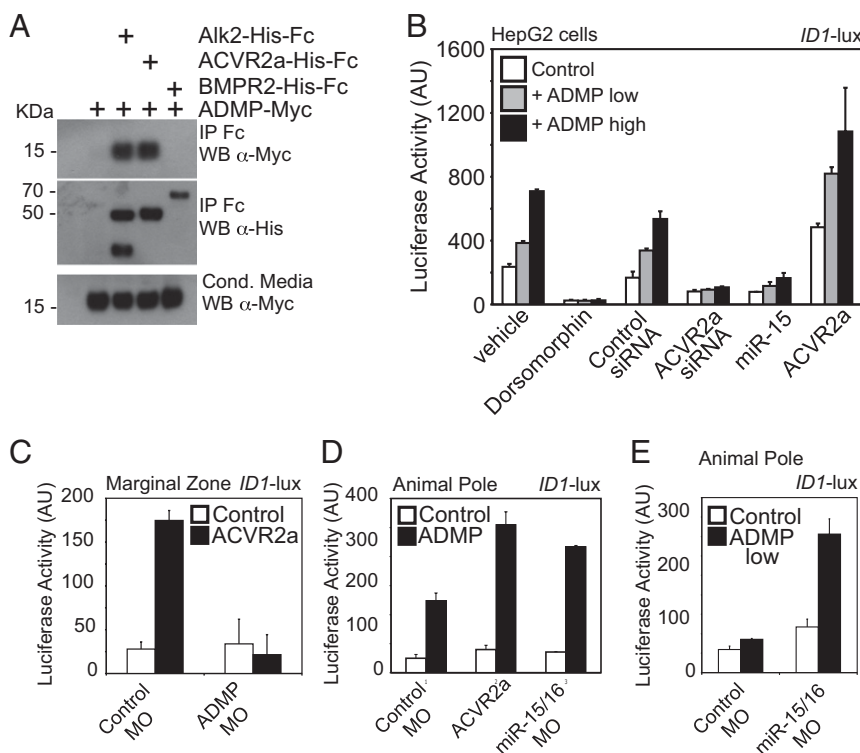 A
Alk2-His-Fc
+
ACVR2a-His-Fc
+
BMPR2-His-Fc
+
KDa
+ + + + ADMP-Myc
IP Fc
WB α-Myc
15 -
70 -
50 -
IP Fc
WB α-His
Cond. Media
WB α-Myc
15 -
B
HepG2 cells
ID1-lux
Luciferase Activity (AU)
1600
1200
800
400
0
Control
+ ADMP low
+ ADMP high
vehicle
Dorsomorphin
Control
siRNA
ACVR2a
siRNA
miR-15
ACVR2a
C
Marginal Zone ID1-lux
Luciferase Activity (AU)
200
150
100
50
0
Control
ACVR2a
Control
MO
ADMP
MO
D
Animal Pole
ID1-lux
Luciferase Activity (AU)
400
300
200
100
0
Control
ADMP
Control
MO
ACVR2a
miR-15/16
MO
E
Animal Pole
ID1-lux
Luciferase Activity (AU)
300
200
100
0
Control
ADMP
low
Control
MO
miR-15/16
MO